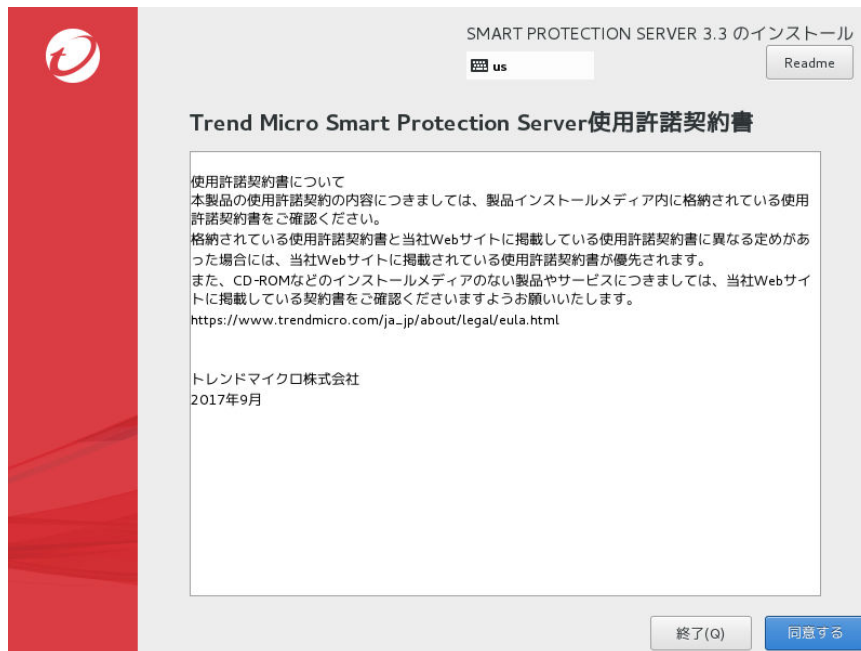 SMART PROTECTION SERVER 3.3 のインストール
us
Readme
Trend Micro Smart Protection Server使用許諾契約書
使用許諾契約書について
本製品の使用許諾契約の内容につきましては、製品インストールメディア内に格納されている使用
許諾契約書をご確認ください。
格納されている使用許諾契約書と当社Webサイトに掲載している使用許諾契約書に異なる定めがあ
った場合には、当社Webサイトに掲載されている使用許諾契約書が優先されます。
また、CD-ROMなどのインストールメディアのない製品やサービスにつきましては、当社Webサイ
トに掲載している契約書をご確認くださいますようお願いいたします。
https://www.trendmicro.com/ja_jp/about/legal/eula.html
トレンドマイクロ株式会社
2017年9月
終了(Q)
同意する